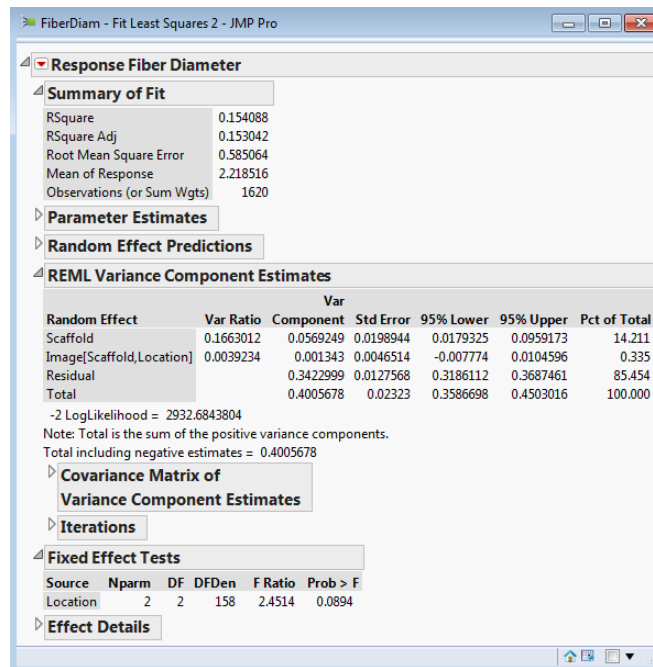 FiberDiam - Fit Least Squares 2 - JMP Pro
Response Fiber Diameter
Summary of Fit
RSquare 0.154088
RSquare Adj 0.153042
Root Mean Square Error 0.585064
Mean of Response 2.218516
Observations (or Sum Wgts) 1620
Parameter Estimates
Random Effect Predictions
REML Variance Component Estimates
Var
Random Effect Var Ratio Component Std Error 95% Lower 95% Upper Pct of Total
Scaffold 0.1663012 0.0569249 0.0198944 0.0179325 0.0959173 14.211
Image[Scaffold,Location] 0.0039234 0.001343 0.0046514 -0.007774 0.0104596 0.335
Residual 0.3422999 0.0127568 0.3186112 0.3687461 85.454
Total 0.4005678 0.02323 0.3586698 0.4503016 100.000
-2 LogLikelihood = 2932.6843804
Note: Total is the sum of the positive variance components.
Total including negative estimates = 0.4005678
Covariance Matrix of
Variance Component Estimates
Iterations
Fixed Effect Tests
Source Nparm DF DFDen F Ratio Prob > F
Location 2 2 158 2.4514 0.0894
Effect Details